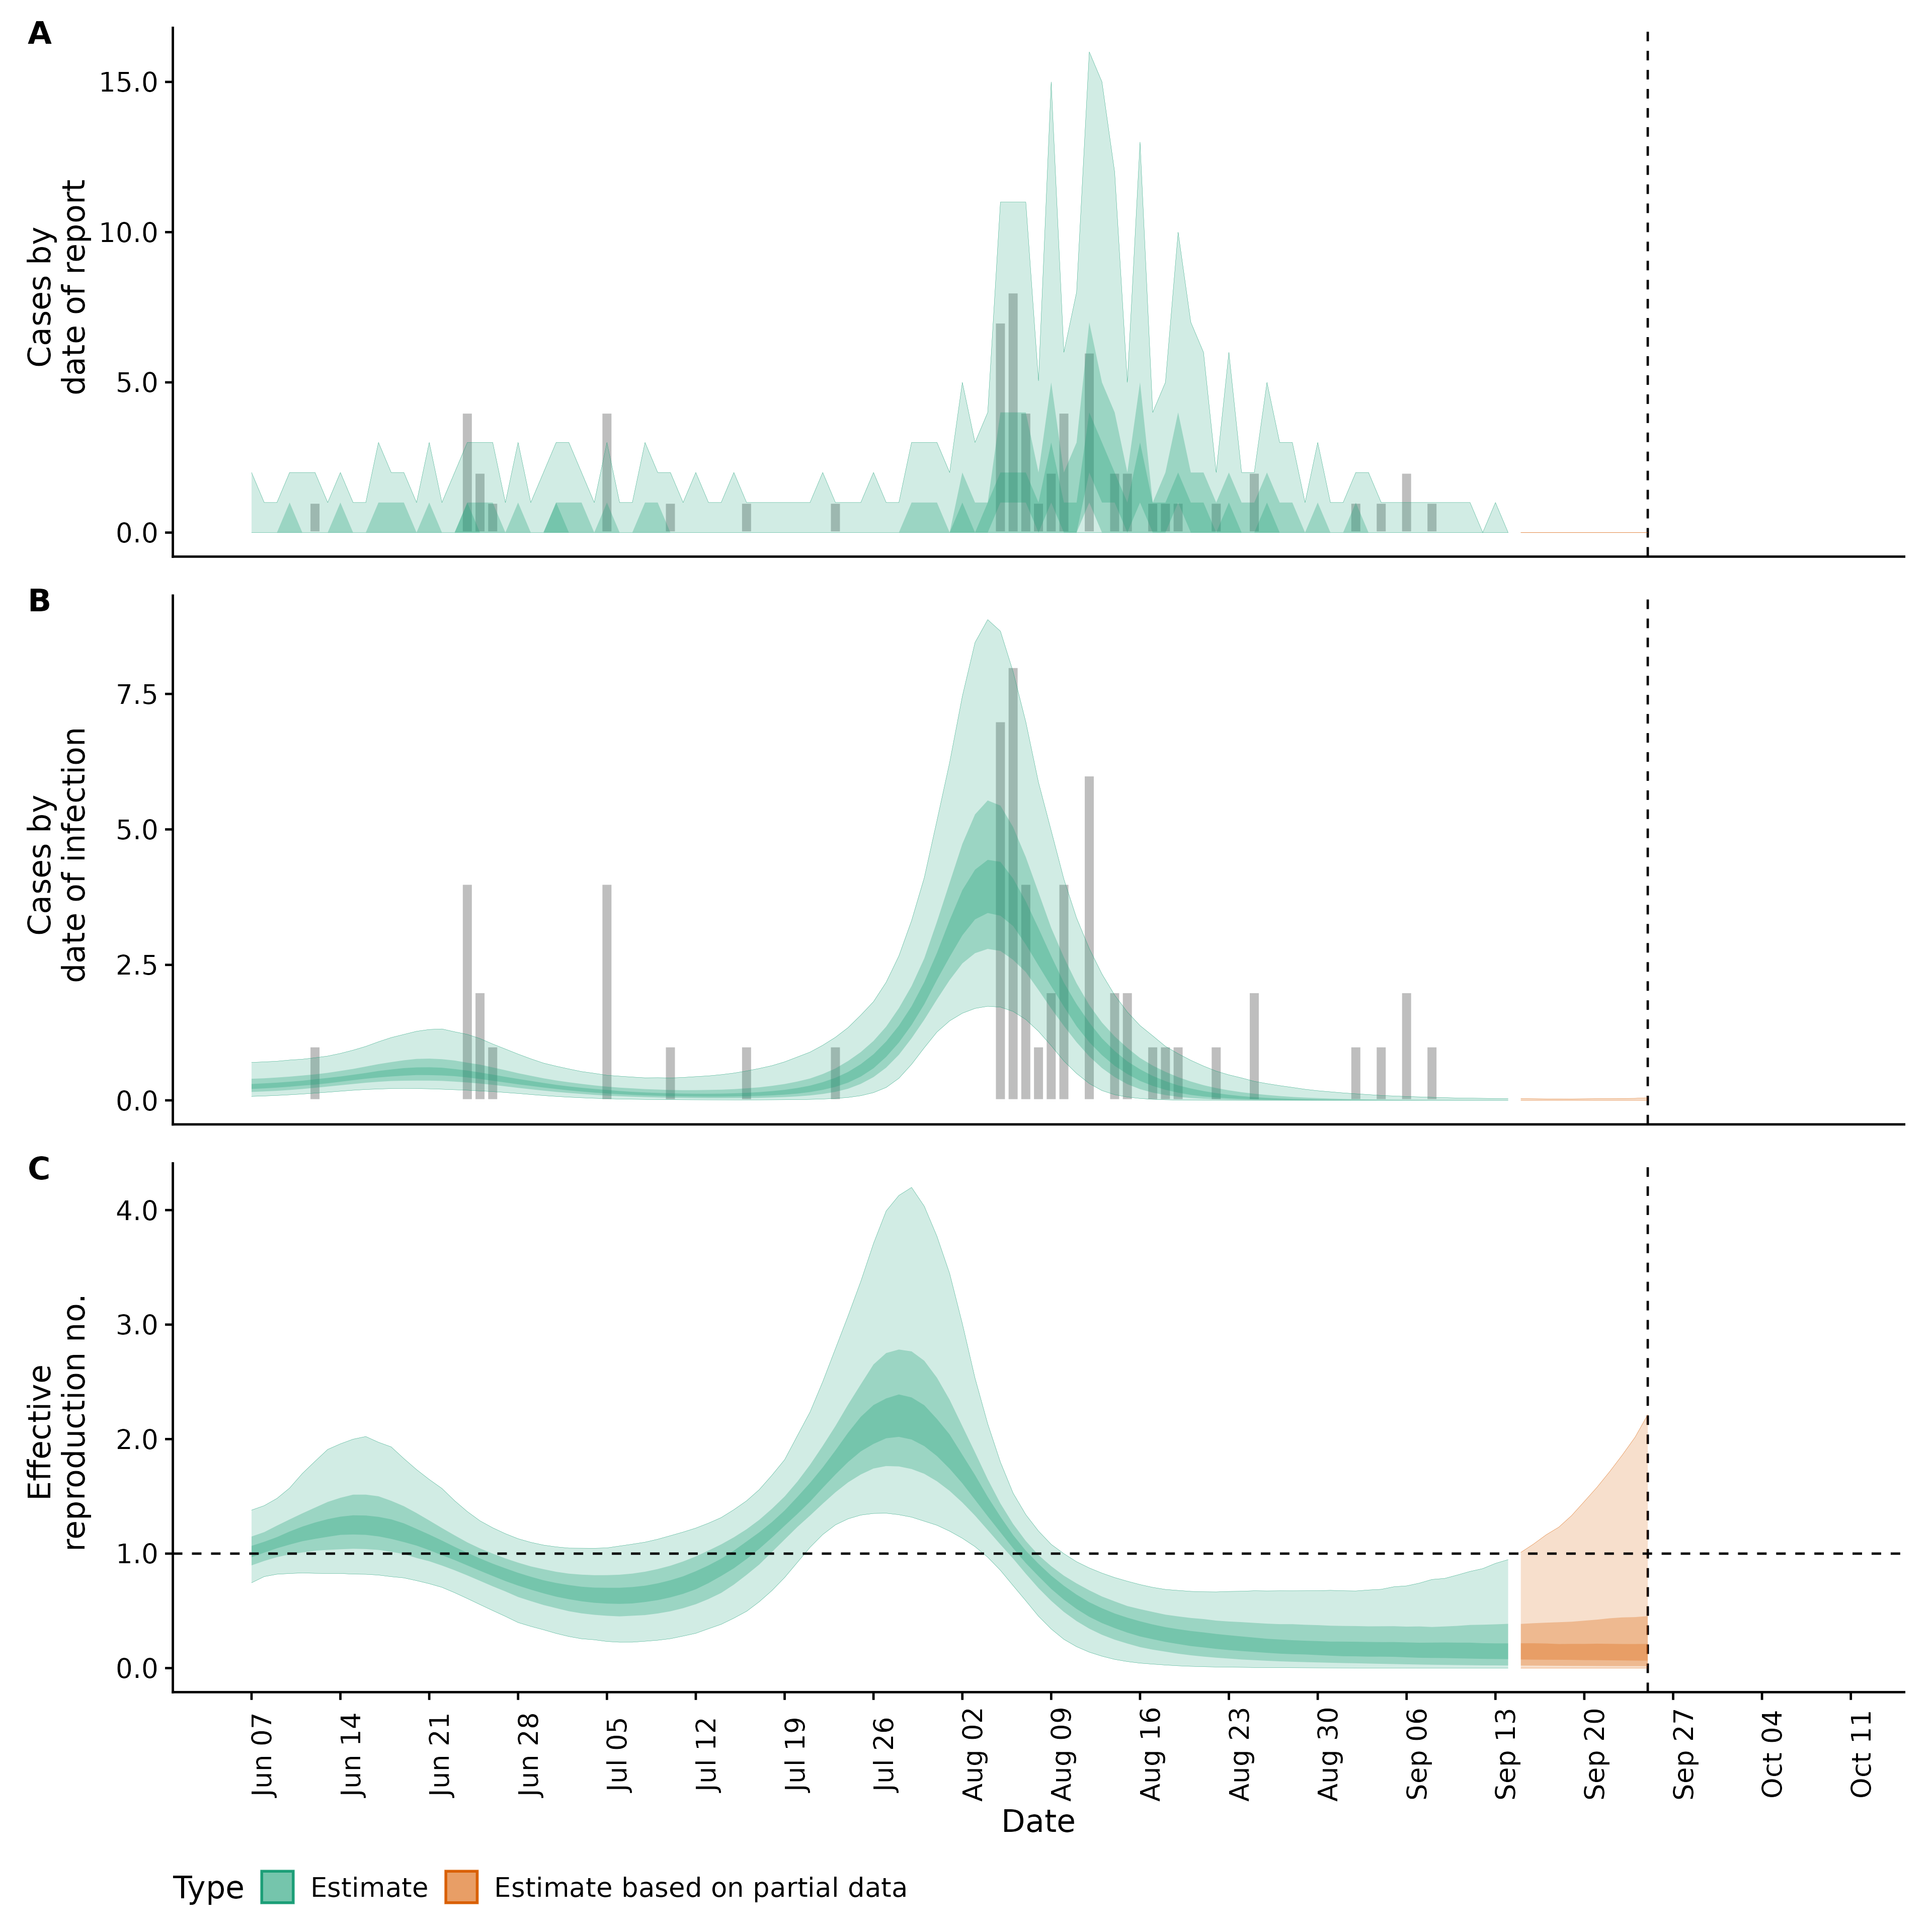 A
Cases by
date of report
15.0
10.0
5.0
0.0
B
Cases by
date of infection
7.5
5.0
2.5
0.0
C
Effective
reproduction no.
4.0
3.0
2.0
1.0
0.0
Jun 07
Jun 14
Jun 21
Jun 28
Jul 05
Jul 12
Jul 19
Jul 26
Aug 02
Aug 09
Aug 16
Aug 23
Aug 30
Sep 06
Sep 13
Sep 20
Sep 27
Oct 04
Oct 11
Date
Type Estimate Estimate based on partial data